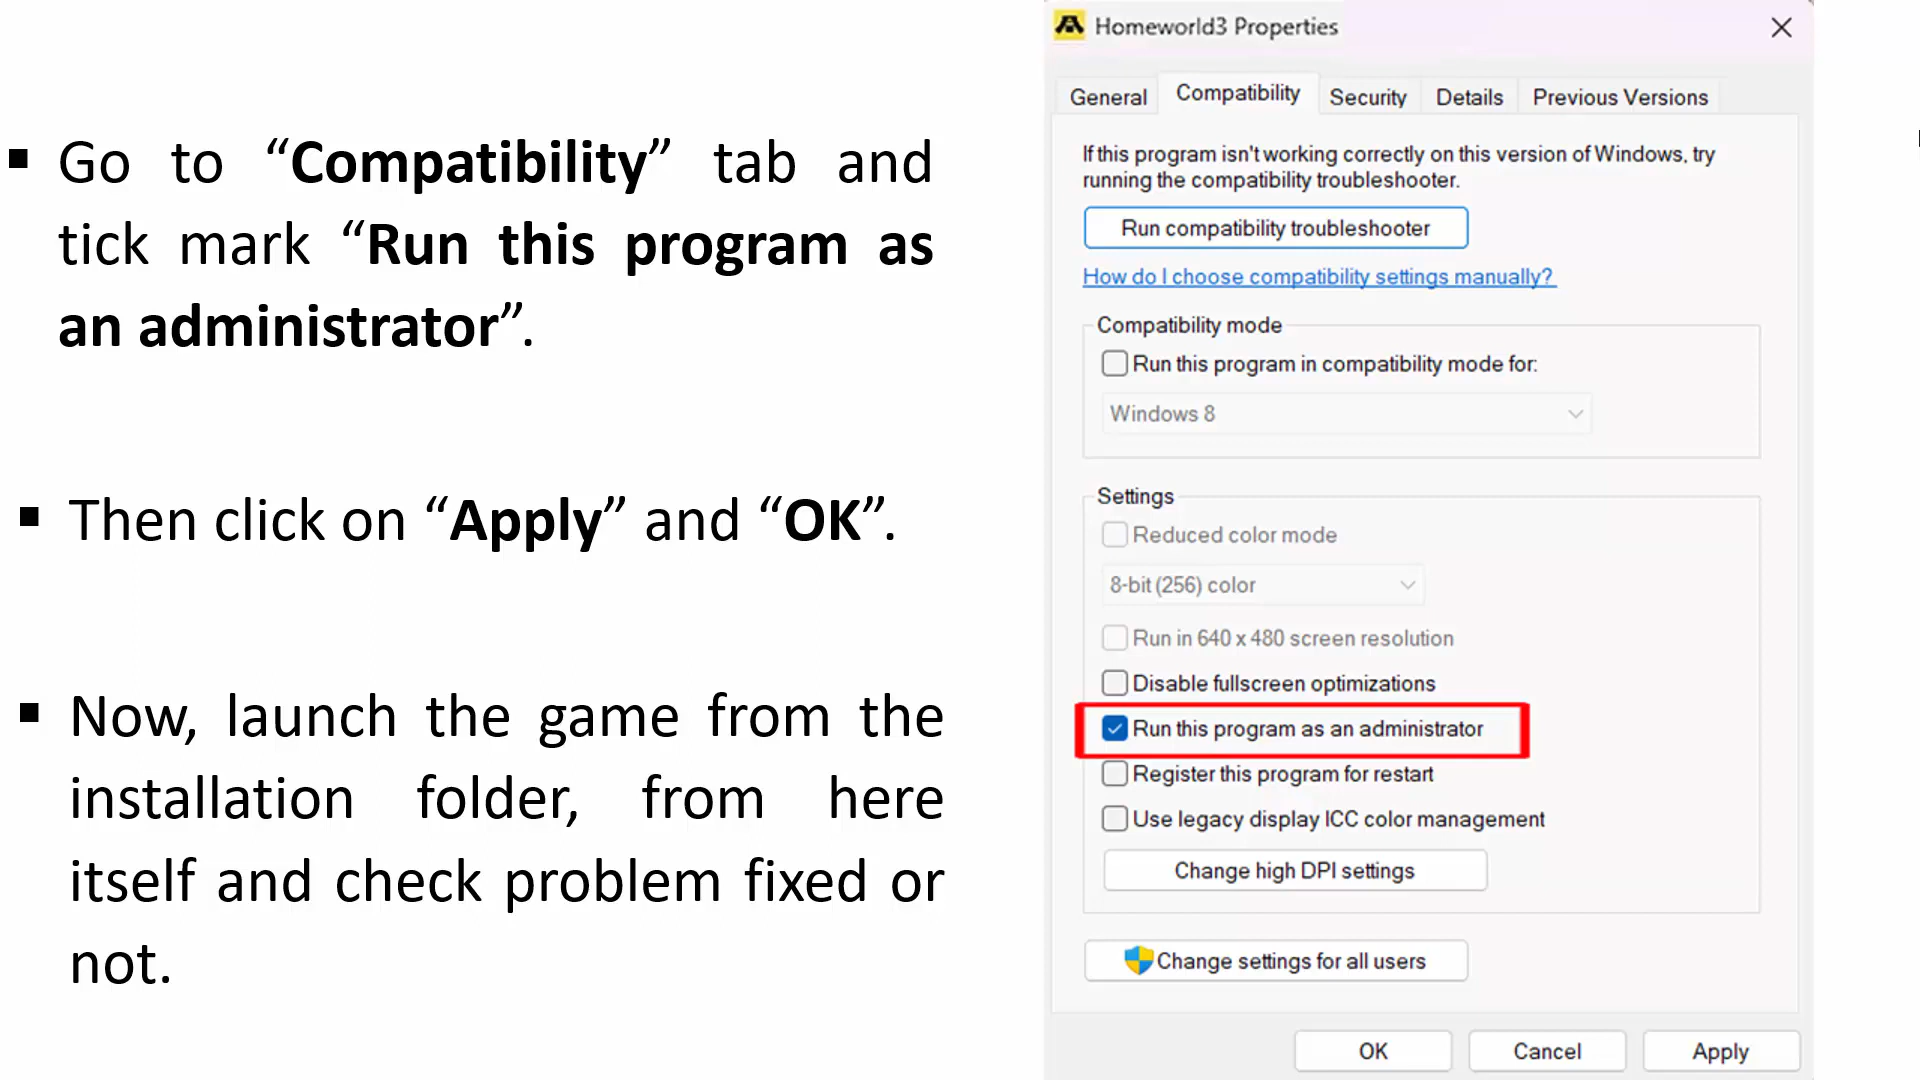 Go to “Compatibility” tab and
tick mark “Run this program as
an administrator”.
Then click on “Apply” and “OK”.
Now, launch the game from the
installation folder, from here
itself and check problem fixed or
not.
Homeworld3 Properties
General
Compatibility
Security
Details
Previous Versions
If this program isn't working correctly on this version of Windows, try
running the compatibility troubleshooter.
Run compatibility troubleshooter
How do I choose compatibility settings manually?
Compatibility mode
Run this program in compatibility mode for:
Windows 8
Settings
Reduced color mode
8-bit (256) color
Run in 640 x 480 screen resolution
Disable fullscreen optimizations
Run this program as an administrator
Register this program for restart
Use legacy display ICC color management
Change high DPI settings
Change settings for all users
OK
Cancel
Apply